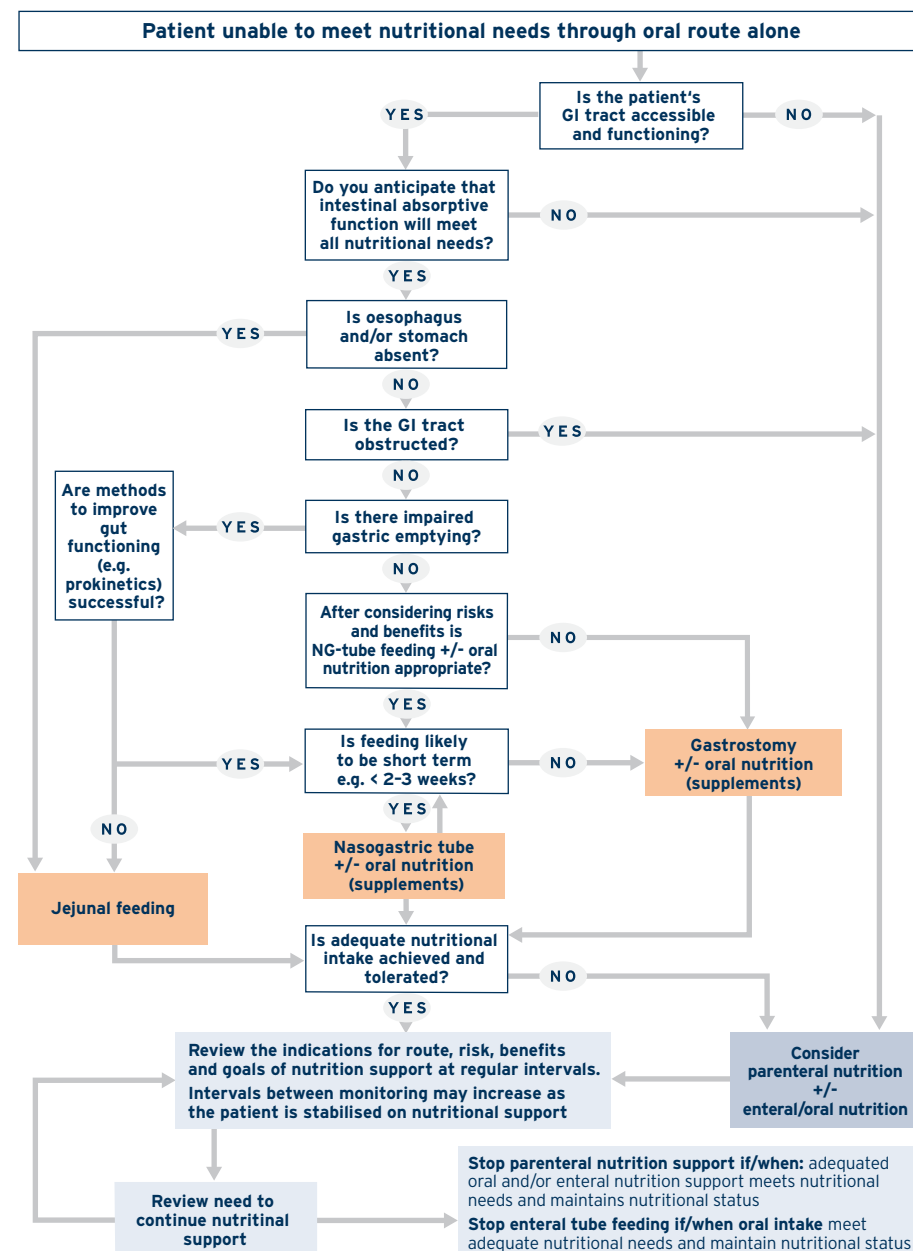 Patient unable to meet nutritional needs through oral route alone
Is the patient's
GI tract accessible
and functioning?
YES
NO
Do you anticipate that
intestinal absorptive
function will meet
all nutritional needs?
NO
YES
Is oesophagus
and/or stomach
absent?
YES
NO
Is the GI tract
obstructed?
YES
NO
Are methods
to improve
gut
functioning
(e.g.
prokinetics)
successful?
YES
Is there impaired
gastric emptying?
NO
After considering risks
and benefits is
NG-tube feeding +/- oral
nutrition appropriate?
NO
YES
YES
Is feeding likely
to be short term
e.g. < 2–3 weeks?
NO
Gastrostomy
+/- oral nutrition
(supplements)
YES
NO
Nasogastric tube
+/- oral nutrition
(supplements)
Jejunal feeding
Is adequate nutritional
intake achieved and
tolerated?
NO
YES
Review the indications for route, risk, benefits
and goals of nutrition support at regular intervals.
Intervals between monitoring may increase as
the patient is stabilised on nutritional support
Consider
parenteral nutrition
+/-
enteral/oral nutrition
Review need to
continue nutritinal
support
Stop parenteral nutrition support if/when: adequated
oral and/or enteral nutrition support meets nutritional
needs and maintains nutritional status
Stop enteral tube feeding if/when oral intake meet
adequate nutritional needs and maintain nutritional status